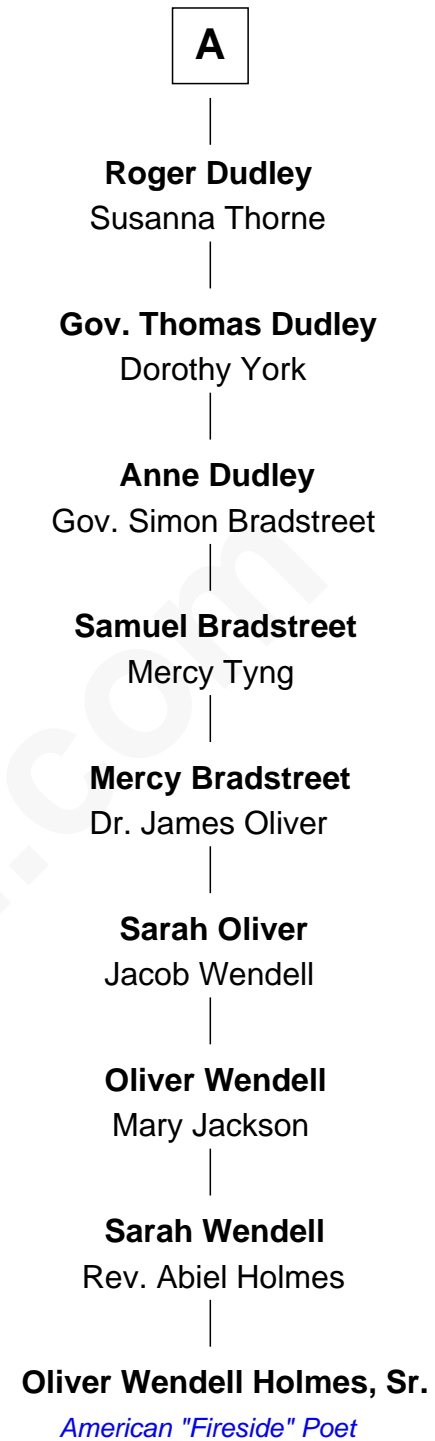 A
Roger Dudley
Susanna Thorne
Gov. Thomas Dudley
Dorothy York
Anne Dudley
Gov. Simon Bradstreet
Samuel Bradstreet
Mercy Tyng
Mercy Bradstreet
Dr. James Oliver
Sarah Oliver
Jacob Wendell
Oliver Wendell
Mary Jackson
Sarah Wendell
Rev. Abiel Holmes
Oliver Wendell Holmes, Sr.
American "Fireside" Poet